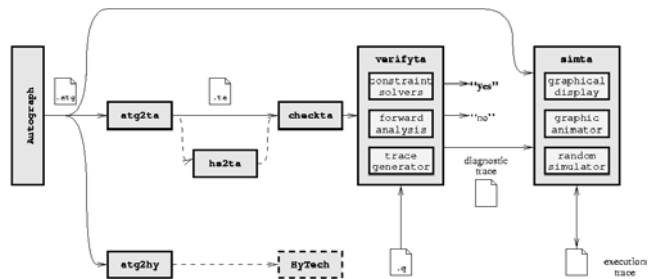 Autograph
.atg
atg2ta
.ta
hs2ta
checkta
atg2hy
HyTech
verifyta
constraint
solvers
forward
analysis
trace
generator
"yes"
"no"
diagnostic
trace
.q
simta
graphical
display
graphic
animator
random
simulator
execution
trace